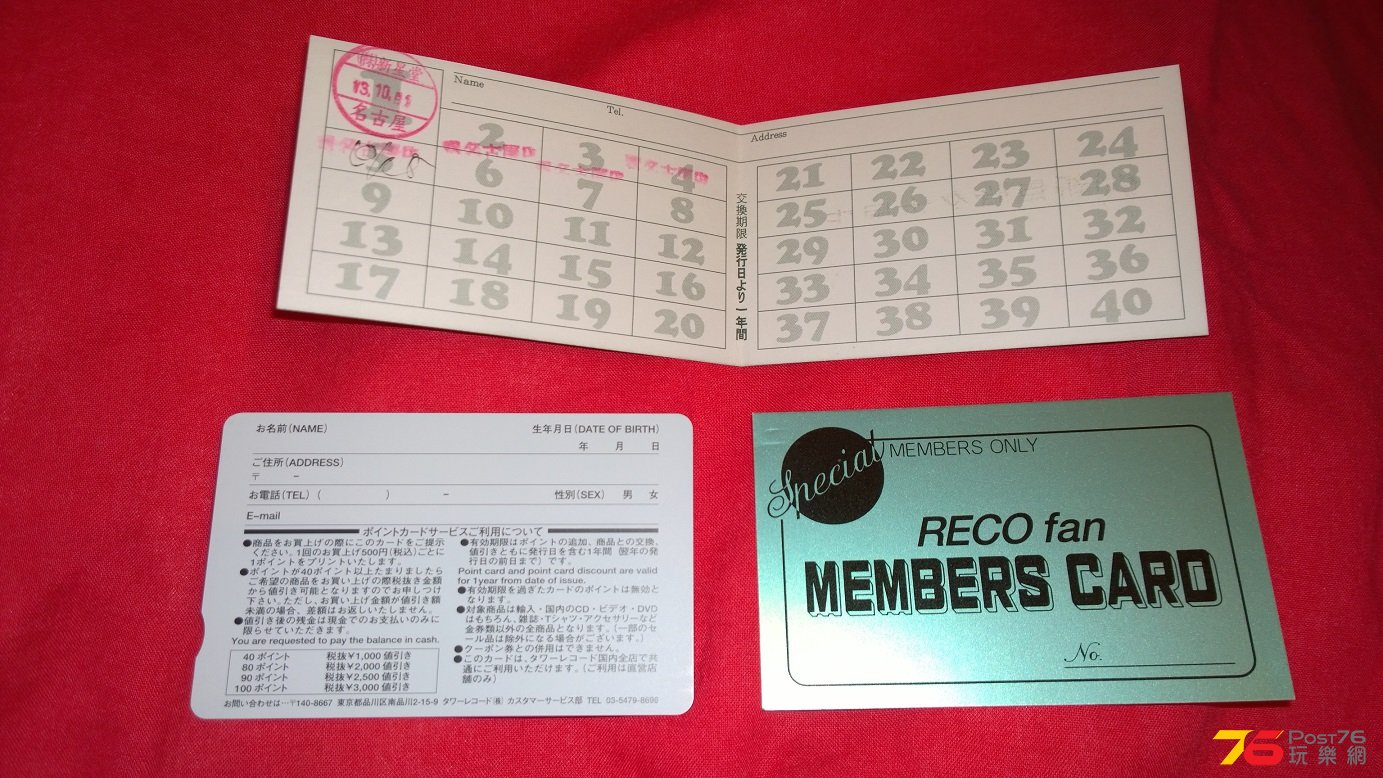 ㈱新星堂
名古屋
Name
Tel.
2 3 4
6 7 8
9 10 11 12
13 14 15 16
17 18 19 20
交換期限 発行日より一年間
Address
21 22 23 24
25 26 27 28
29 30 31 32
33 34 35 36
37 38 39 40
お名前(NAME) 生年月日(DATE OF BIRTH)
年 月 日
ご住所(ADDRESS)
〒 −
お電話(TEL) ( ) − 性別(SEX) 男 女
E-mail
ポイントカードサービスご利用について
●商品をお買上げの際にこのカードをご提示
ください。1回のお買上げ500円(税込)ごとに
1ポイントをプリントいたします。
●ポイントが40ポイント以上たまりましたら
ご希望の商品をお買い上げの際税抜き金額
から値引き可能となりますのでお申しつけ
下さい。ただし、お買い上げ金額が値引き額
未満の場合、差額はお返しいたしません。
●値引き後の残金は現金でのお支払いのみに
限らせていただきます。
You are requested to pay the balance in cash.
40 ポイント 税抜¥1,000 値引き
80 ポイント 税抜¥2,000 値引き
90 ポイント 税抜¥2,500 値引き
100 ポイント 税抜¥3,000 値引き
●有効期限はポイントの追加、商品との交換、
値引きともに発行日を含む1年間(翌年の発
行日の前日まで)です。
Point card and point card discount are valid
for 1year from date of issue.
●有効期限を過ぎたカードのポイントは無効と
なります。
●対象商品は輸入・国内のCD・ビデオ・DVD
はもちろん、雑誌・Tシャツ・アクセサリーなど
金券類以外の全商品となります。(一部のセ
ール品は除外になる場合がございます。)
●クーポン券との併用はできません。
●このカードは、タワーレコード国内全店で共
通にご利用いただけます。(ご利用は直営店
舗のみ)
お問い合わせは…〒140-8667 東京都品川区南品川2-15-9 タワーレコード(株) カスタマーサービス部 TEL 03-5479-8690
Special MEMBERS ONLY
RECO fan
MEMBERS CARD
No.
76 POST76
玩樂網